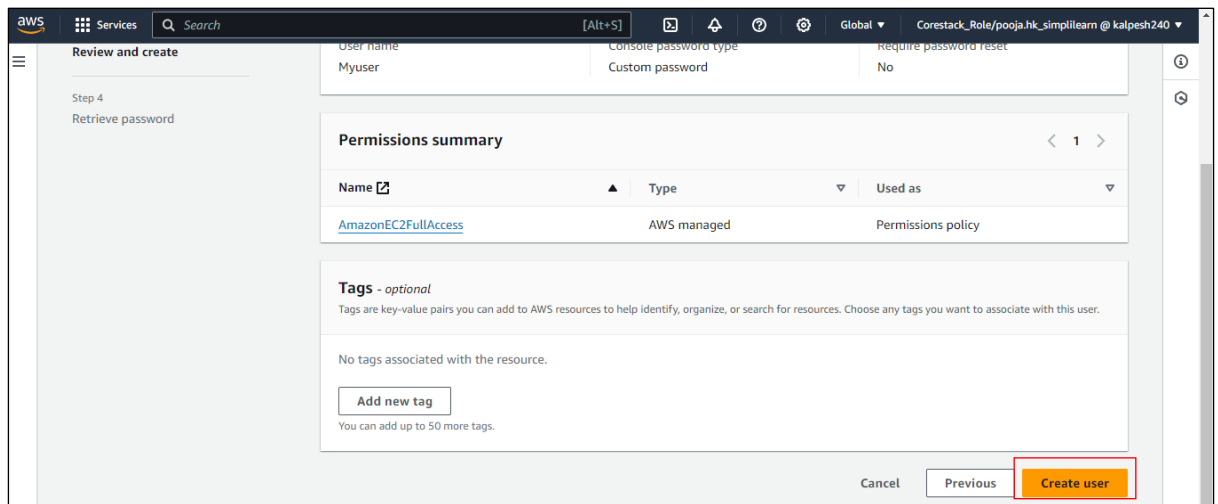 aws Services Search [Alt+S] Global ▼ Corestack_Role/pooja.hk_simplilearn @ kalpesh240 ▼
Review and create
Step 4
Retrieve password
User name Console password type Require password reset
Myuser Custom password No
Permissions summary 1
Name Type Used as
AmazonEC2FullAccess AWS managed Permissions policy
Tags - optional
Tags are key-value pairs you can add to AWS resources to help identify, organize, or search for resources. Choose any tags you want to associate with this user.
No tags associated with the resource.
Add new tag
You can add up to 50 more tags.
Cancel Previous Create user